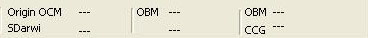 Origin OCM --- OBM --- OBM ---
SDarwi --- --- CCG ---